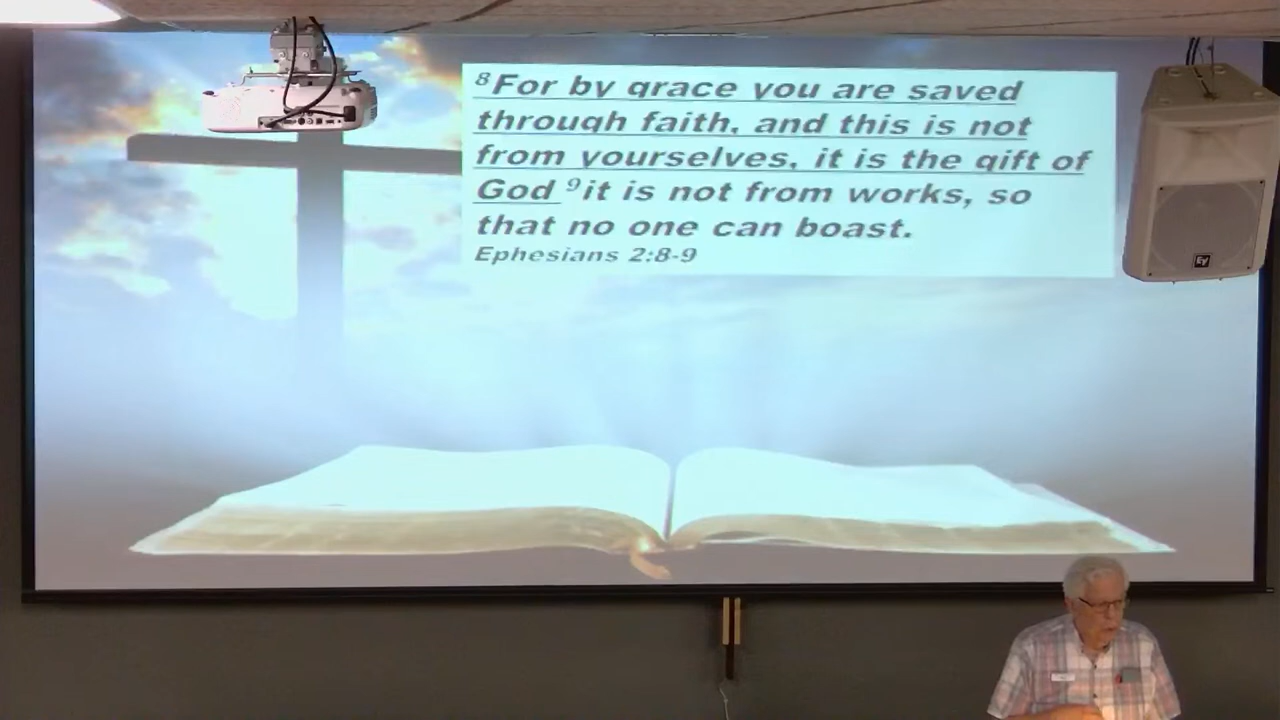 ⁸For by grace you are saved
through faith, and this is not
from yourselves, it is the gift of
God ⁹it is not from works, so
that no one can boast.
Ephesians 2:8-9
EV